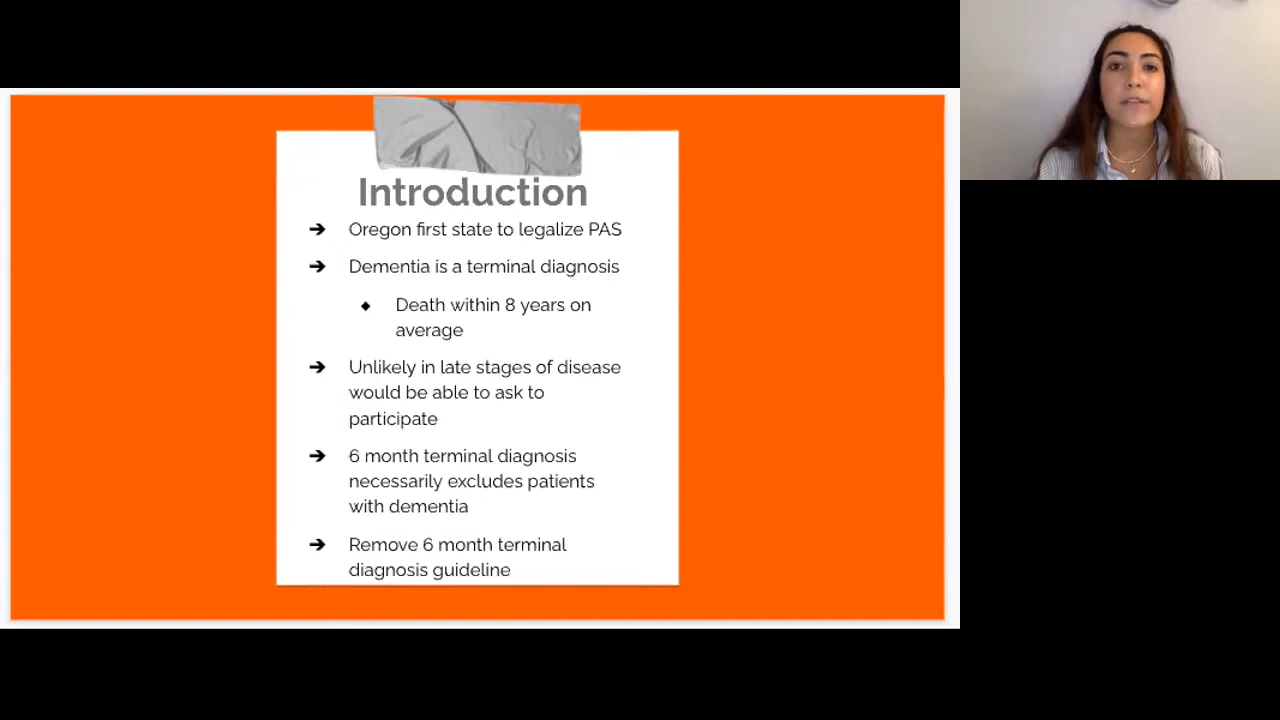 Introduction
➔ Oregon first state to legalize PAS
➔ Dementia is a terminal diagnosis
◆ Death within 8 years on
average
➔ Unlikely in late stages of disease
would be able to ask to
participate
➔ 6 month terminal diagnosis
necessarily excludes patients
with dementia
➔ Remove 6 month terminal
diagnosis guideline